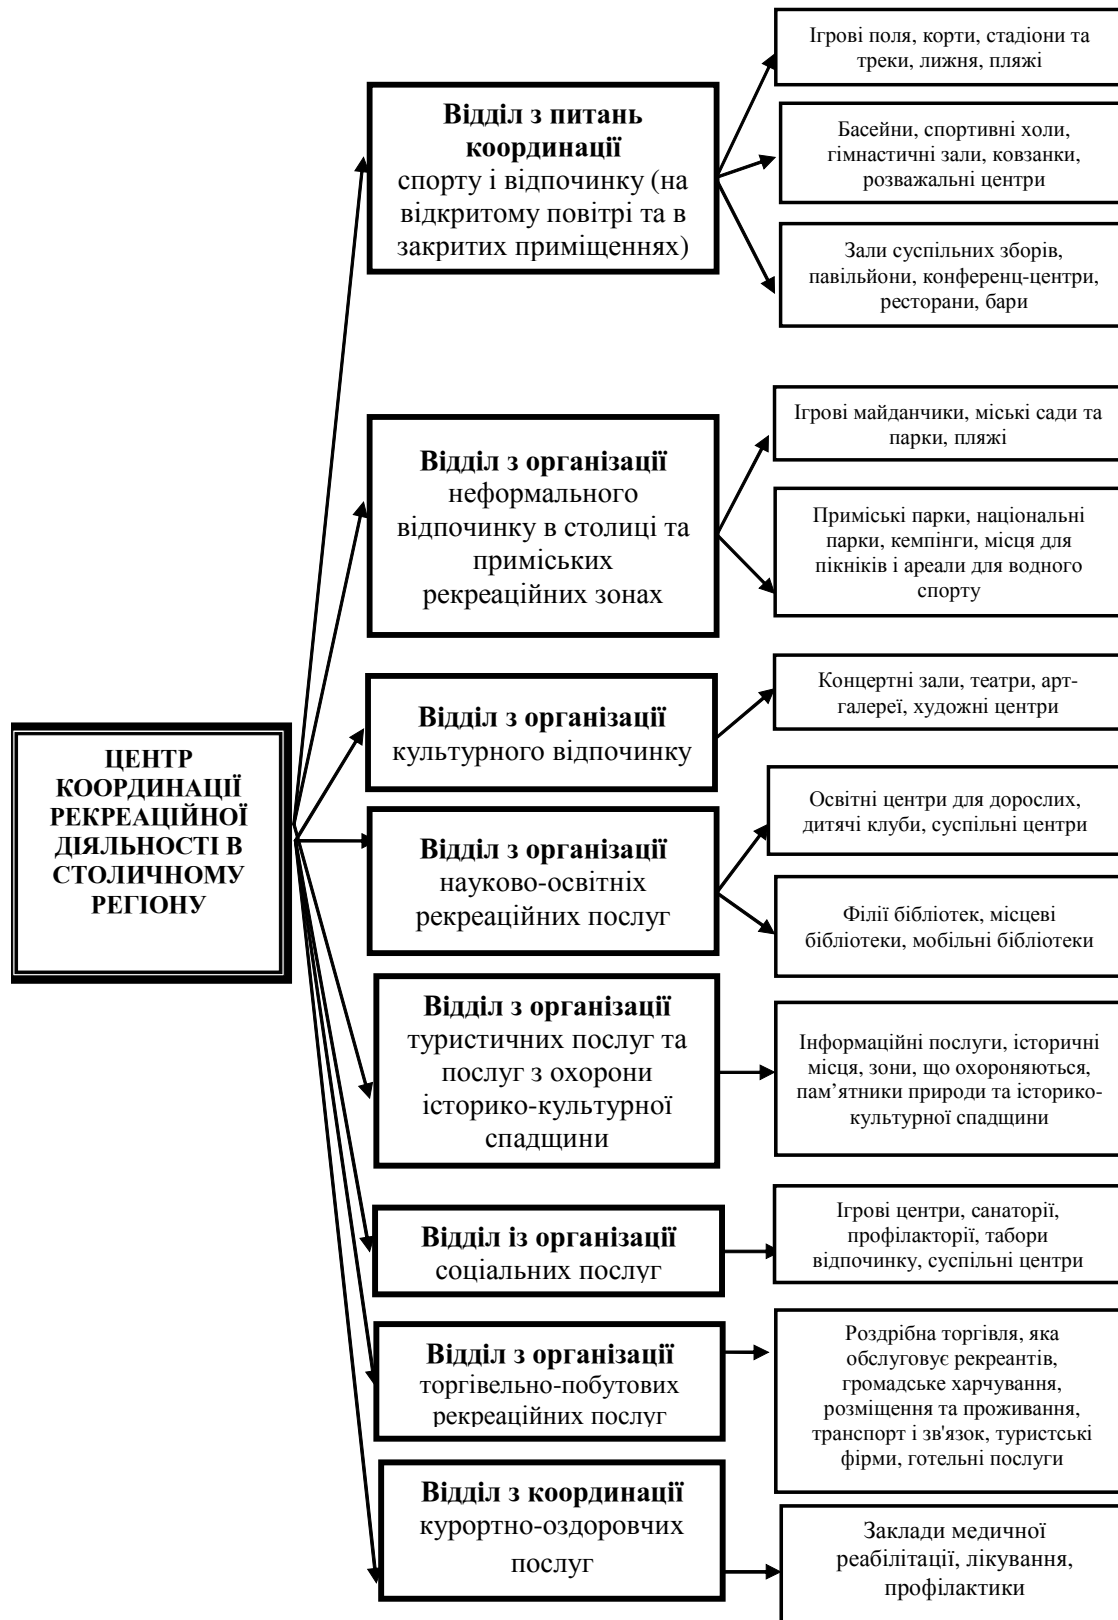 ЦЕНТР
КООРДИНАЦІЇ
РЕКРЕАЦІЙНОЇ
ДІЯЛЬНОСТІ В
СТОЛИЧНОМУ
РЕГІОНУ
Відділ з питань
координації
спорту і відпочинку (на
відкритому повітрі та в
закритих приміщеннях)
Ігрові поля, корти, стадіони та
треки, лижня, пляжі
Басейни, спортивні холи,
гімнастичні зали, ковзанки,
розважальні центри
Зали суспільних зборів,
павільйони, конференц-центри,
ресторани, бари
Відділ з організації
неформального
відпочинку в столиці та
приміських
рекреаційних зонах
Ігрові майданчики, міські сади та
парки, пляжі
Приміські парки, національні
парки, кемпінги, місця для
пікніків і ареали для водного
спорту
Відділ з організації
культурного відпочинку
Концертні зали, театри, арт-
галереї, художні центри
Відділ з організації
науково-освітніх
рекреаційних послуг
Освітні центри для дорослих,
дитячі клуби, суспільні центри
Філії бібліотек, місцеві
бібліотеки, мобільні бібліотеки
Відділ з організації
туристичних послуг та
послуг з охорони
історико-культурної
спадщини
Інформаційні послуги, історичні
місця, зони, що охороняються,
пам’ятники природи та історико-
культурної спадщини
Відділ із організації
соціальних послуг
Ігрові центри, санаторії,
профілакторії, табори
відпочинку, суспільні центри
Відділ з організації
торгівельно-побутових
рекреаційних послуг
Роздрібна торгівля, яка
обслуговує рекреантів,
громадське харчування,
розміщення та проживання,
транспорт і зв'язок, туристські
фірми, готельні послуги
Відділ з координації
курортно-оздоровчих
послуг
Заклади медичної
реабілітації, лікування,
профілактики